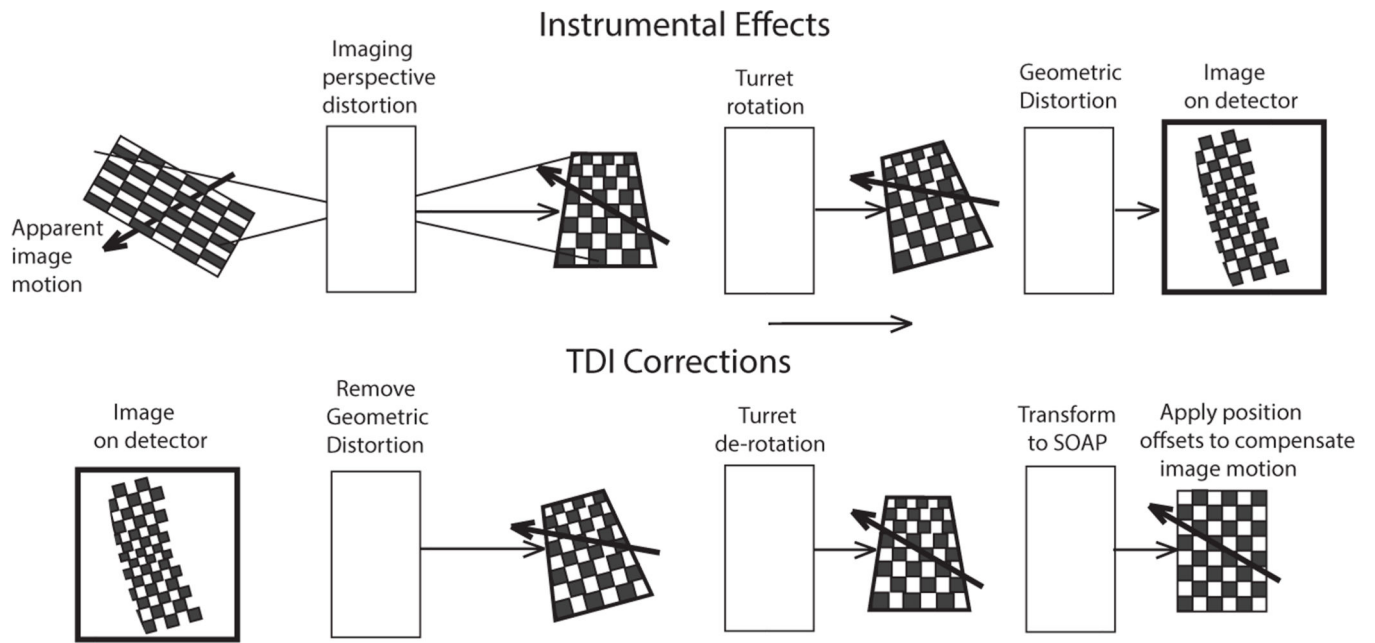 Instrumental Effects
Imaging
perspective
distortion
Turret
rotation
Geometric
Distortion
Image
on detector
Apparent
image
motion
TDI Corrections
Image
on detector
Remove
Geometric
Distortion
Turret
de-rotation
Transform
to SOAP
Apply position
offsets to compensate
image motion